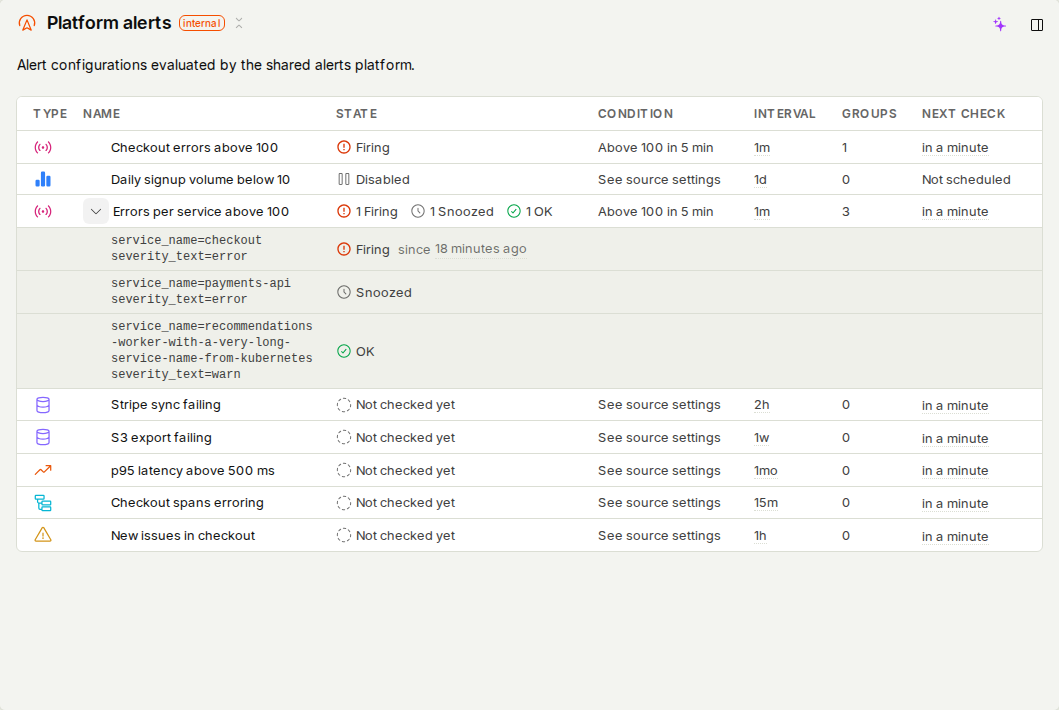 Platform alerts internal
Alert configurations evaluated by the shared alerts platform.
TYPE NAME STATE CONDITION INTERVAL GROUPS NEXT CHECK
Checkout errors above 100 Firing Above 100 in 5 min 1m 1 in a minute
Daily signup volume below 10 Disabled See source settings 1d 0 Not scheduled
Errors per service above 100 1 Firing 1 Snoozed 1 OK Above 100 in 5 min 1m 3 in a minute
service_name=checkout
severity_text=error
Firing since 18 minutes ago
service_name=payments-api
severity_text=error
Snoozed
service_name=recommendations
-worker-with-a-very-long-
service-name-from-kubernetes
severity_text=warn
OK
Stripe sync failing Not checked yet See source settings 2h 0 in a minute
S3 export failing Not checked yet See source settings 1w 0 in a minute
p95 latency above 500 ms Not checked yet See source settings 1mo 0 in a minute
Checkout spans erroring Not checked yet See source settings 15m 0 in a minute
New issues in checkout Not checked yet See source settings 1h 0 in a minute